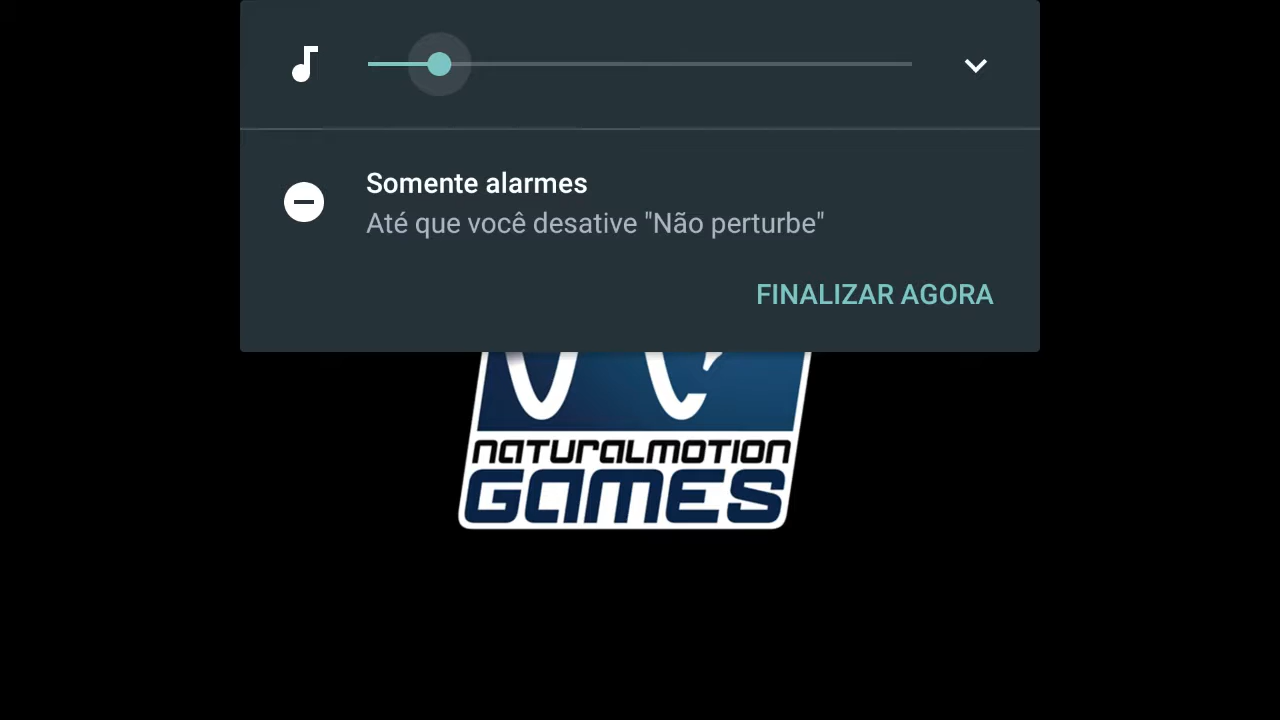 Somente alarmes
Até que você desative "Não perturbe"
FINALIZAR AGORA
NATURALMOTION
GAMES